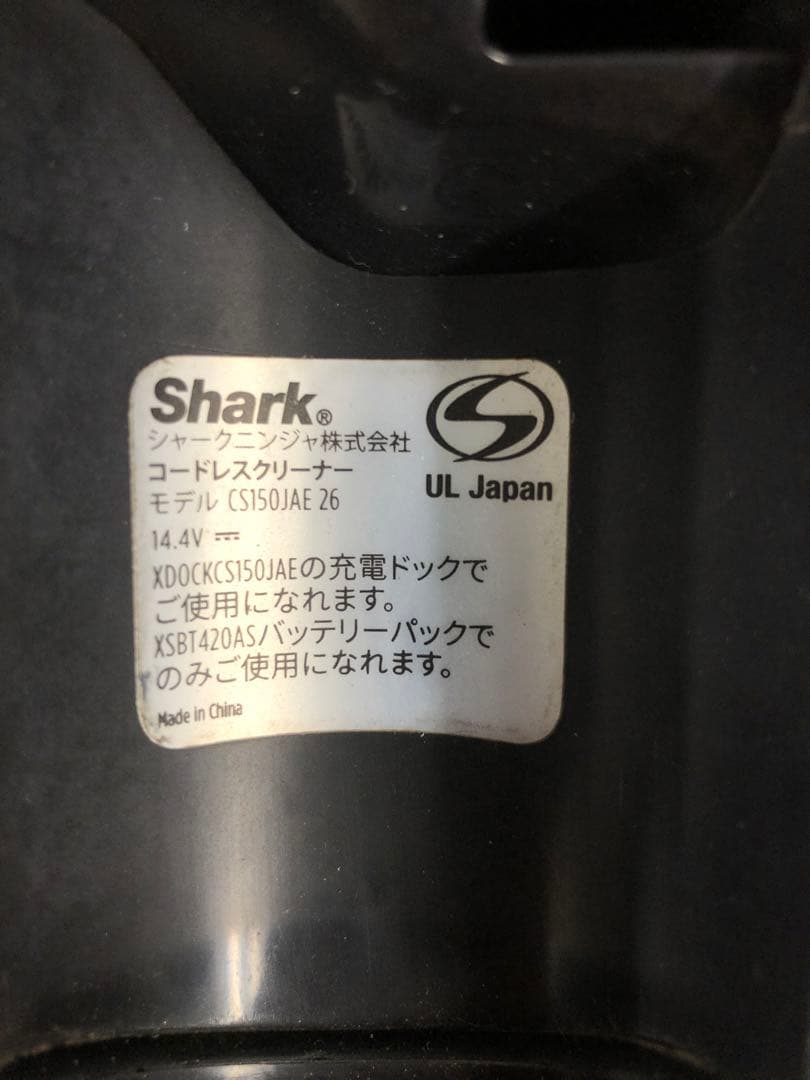 Shark®
シャークニンジャ株式会社
コードレスクリーナー
モデル CS150JAE 26
UL Japan
14.4V ⎓
XDOCKCS150JAEの充電ドックで
ご使用になれます。
XSBT420ASバッテリーパックで
のみご使用になれます。
Made in China